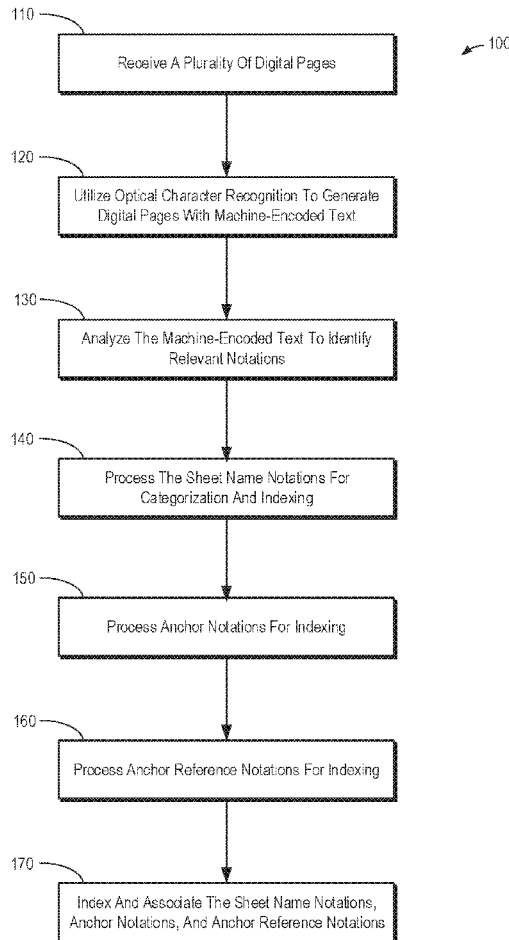 110
Receive A Plurality Of Digital Pages
100
120
Utilize Optical Character Recognition To Generate
Digital Pages With Machine-Encoded Text
130
Analyze The Machine-Encoded Text To Identify
Relevant Notations
140
Process The Sheet Name Notations For
Categorization And Indexing
150
Process Anchor Notations For Indexing
160
Process Anchor Reference Notations For Indexing
170
Index And Associate The Sheet Name Notations,
Anchor Notations, And Anchor Reference Notations